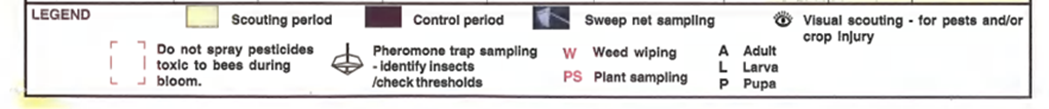 LEGEND
Scouting period
Control period
Sweep net sampling
Visual scouting - for pests and/or
crop Injury
Do not spray pesticides
toxic to bees during
bloom.
Pheromone trap sampling
- identify insects
/check thresholds
W Weed wiping
PS Plant sampling
A Adult
L Larva
P Pupa